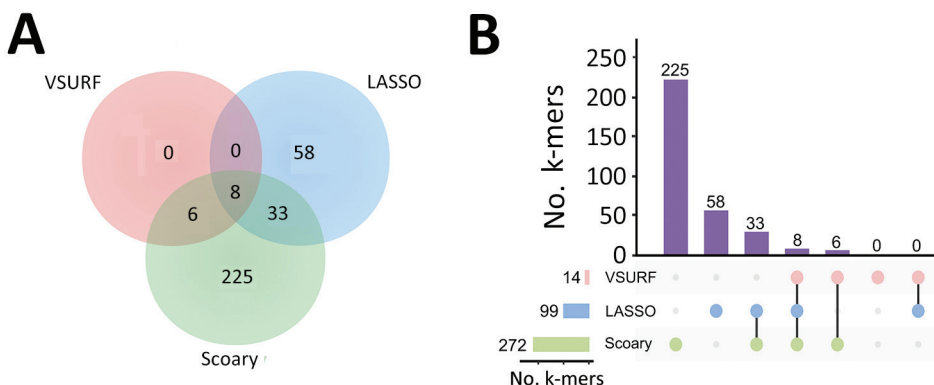 A
VSURF
LASSO
0
0
58
8
6
33
225
Scoary
B
No. k-mers
250
200
150
100
50
0
225
58
33
8
6
0
0
14
VSURF
99
LASSO
272
Scoary
No. k-mers